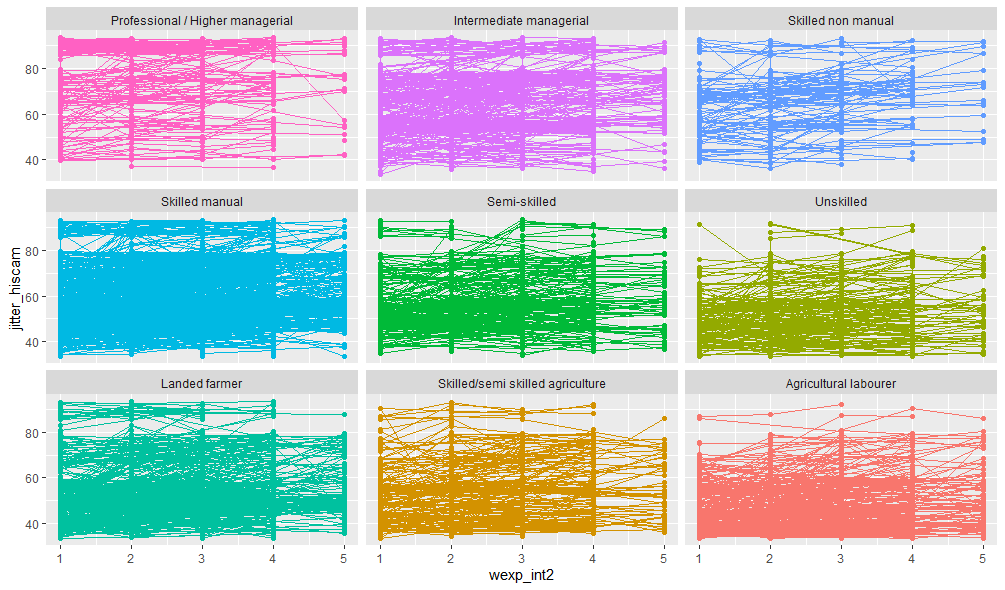 Professional / Higher managerial
Intermediate managerial
Skilled non manual
80
60
40
Skilled manual
Semi-skilled
Unskilled
80
60
40
jitter_hiscam
Landed farmer
Skilled/semi skilled agriculture
Agricultural labourer
80
60
40
1 2 3 4 5 1 2 3 4 5 1 2 3 4 5
wexp_int2